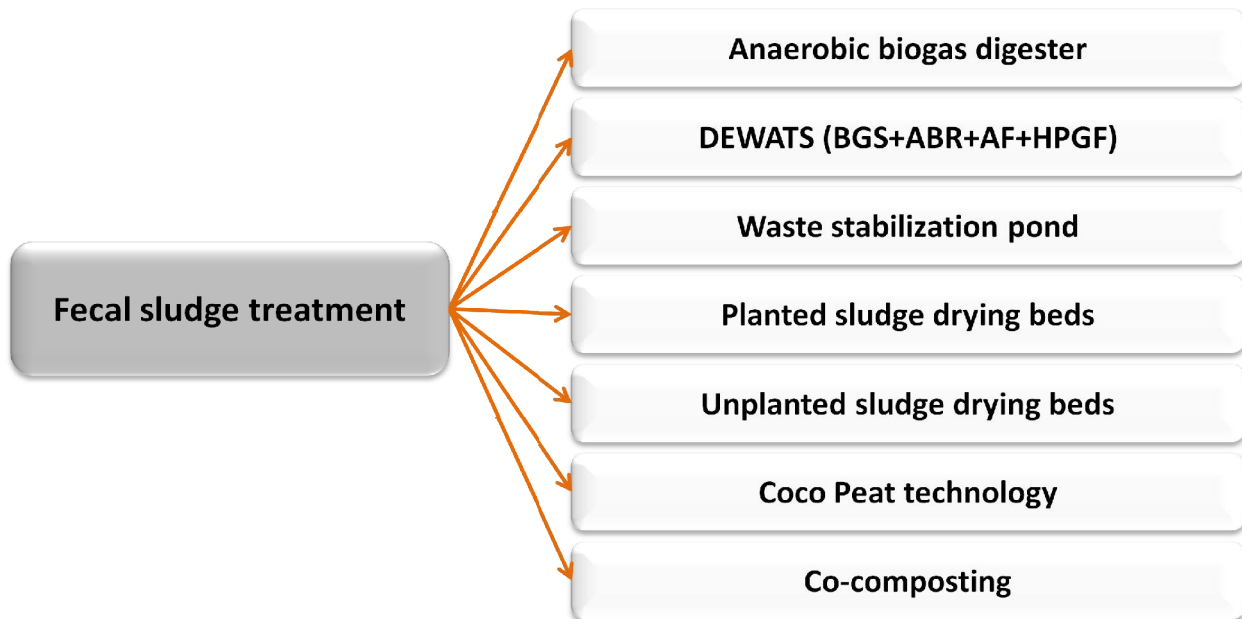 Anaerobic biogas digester
DEWATS (BGS+ABR+AF+HPGF)
Waste stabilization pond
Fecal sludge treatment
Planted sludge drying beds
Unplanted sludge drying beds
Coco Peat technology
Co-composting